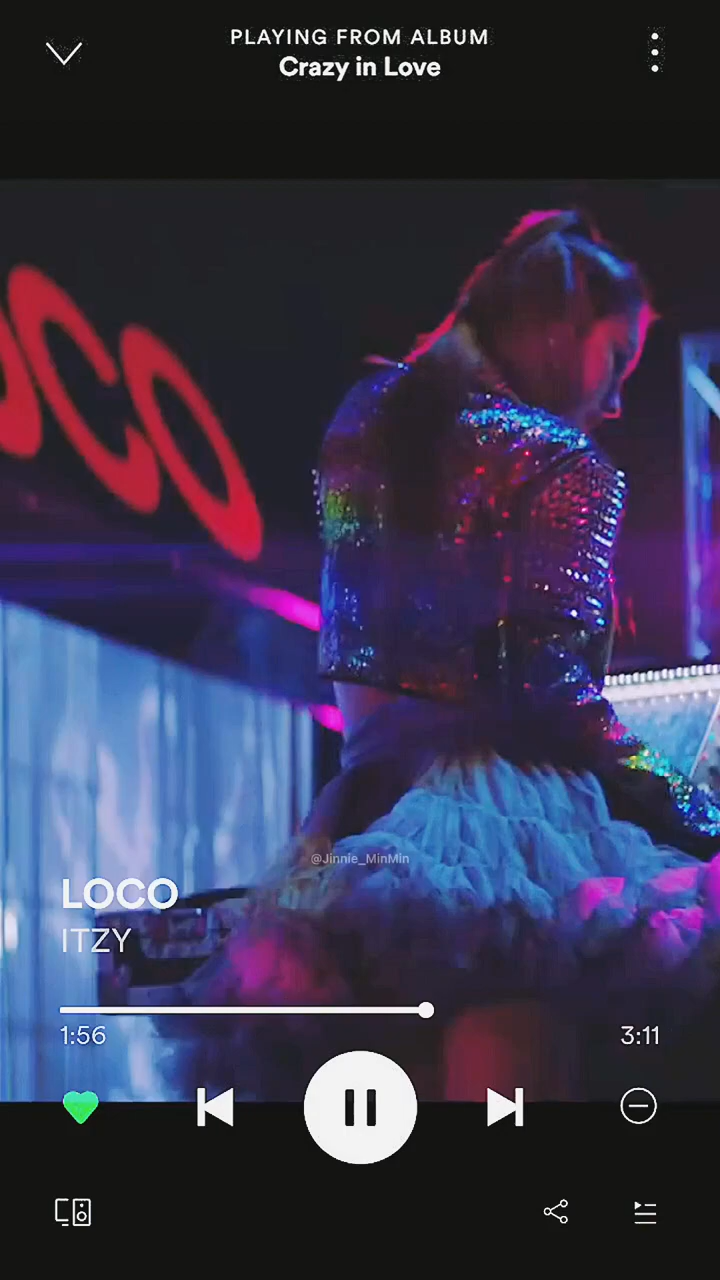 PLAYING FROM ALBUM
Crazy in Love
OCO
@Jinnie_MinMin
LOCO
ITZY
1:56
3:11